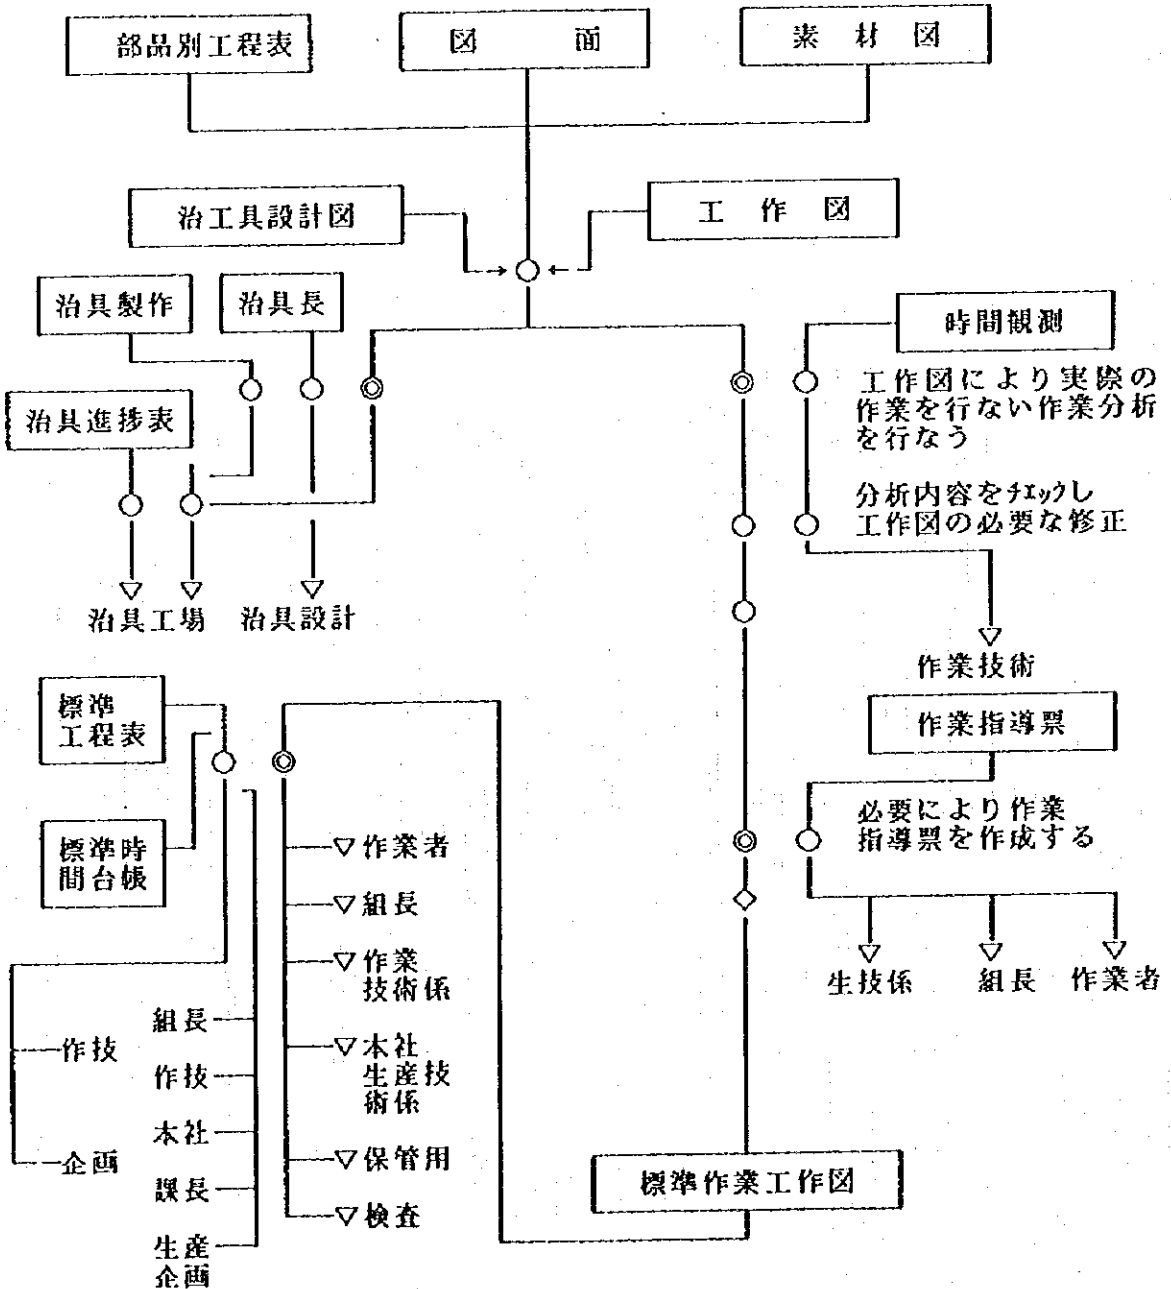 部品別工程表
図面
素材図
治工具設計図
工作図
治具製作
治具長
時間観測
工作図により実際の
作業を行ない作業分析
を行なう
治具進捗表
分析内容をチェックし
工作図の必要な修正
治具工場
治具設計
作業技術
標準
工程表
作業指導票
必要により作業
指導票を作成する
標準時
間台帳
作業者
組長
作業
技術係
生技係
組長
作業者
組長
作技
本社
生産技
術係
作技
本社
企画
保管用
課長
検査
標準作業工作図
生産
企画